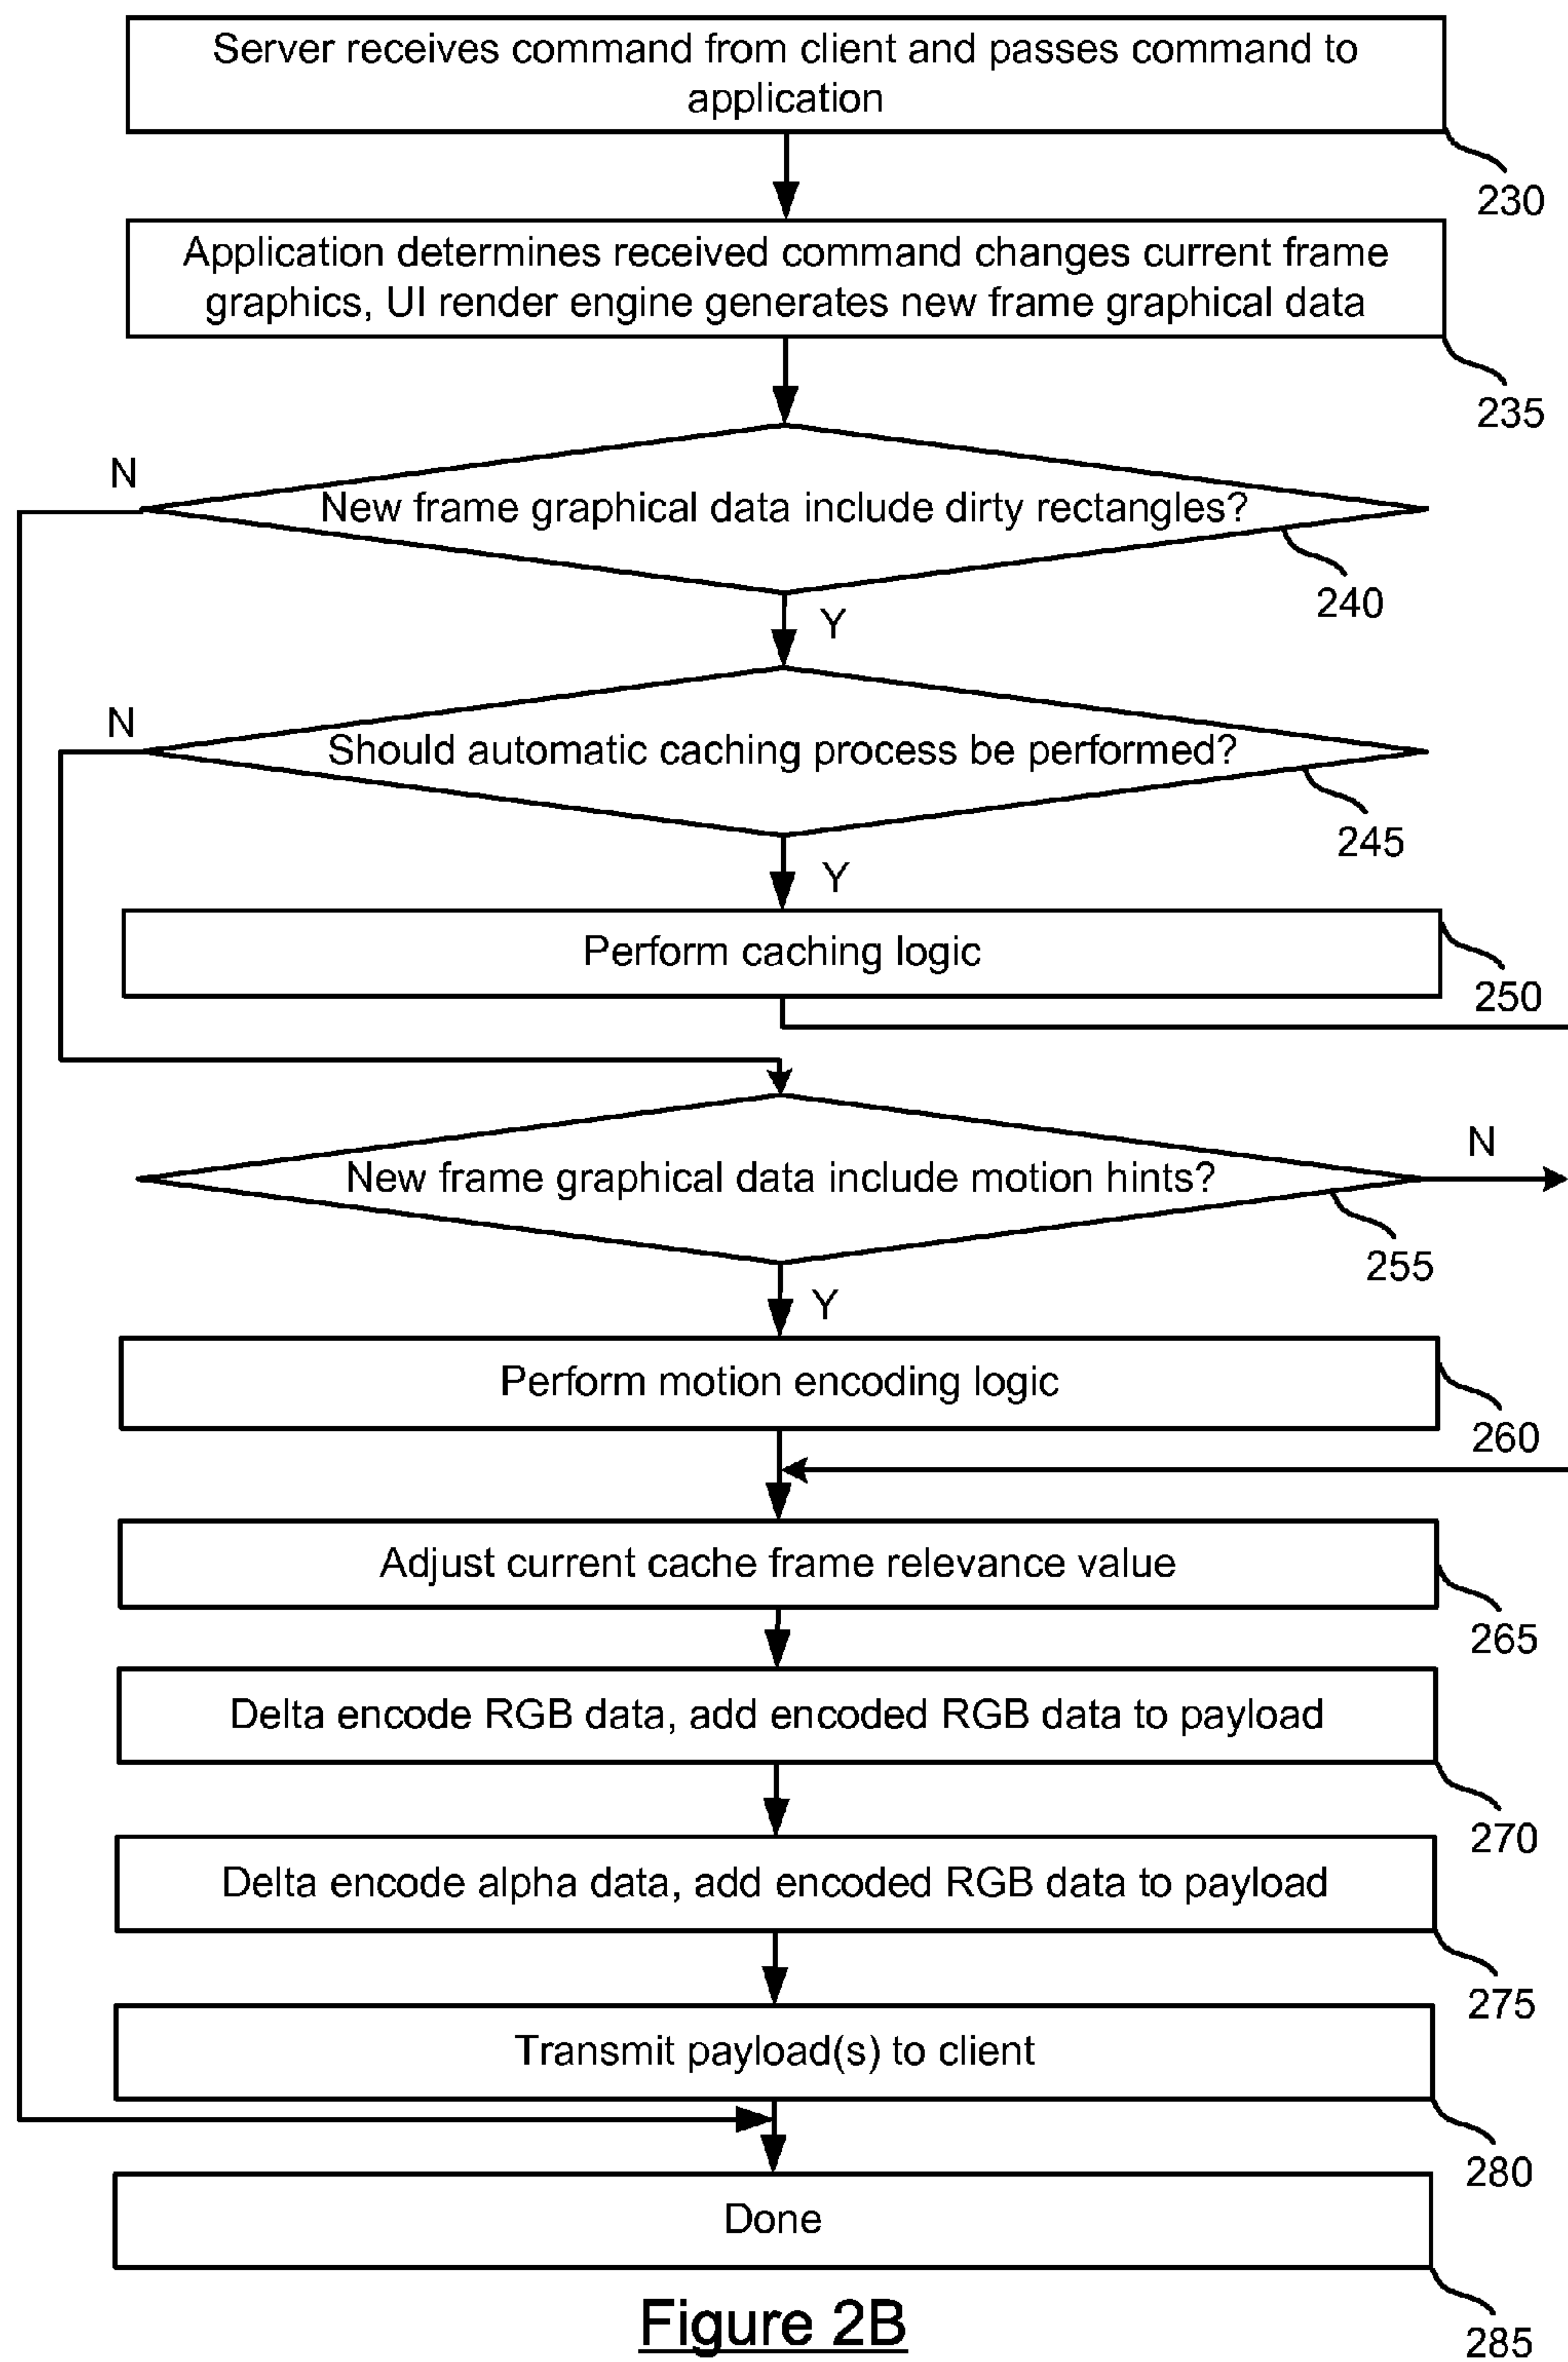 Server receives command from client and passes command to
application
230
Application determines received command changes current frame
graphics, UI render engine generates new frame graphical data
235
N
New frame graphical data include dirty rectangles?
240
Y
N
Should automatic caching process be performed?
245
Y
Perform caching logic
250
N
New frame graphical data include motion hints?
255
Y
Perform motion encoding logic
260
Adjust current cache frame relevance value
265
Delta encode RGB data, add encoded RGB data to payload
270
Delta encode alpha data, add encoded RGB data to payload
275
Transmit payload(s) to client
280
Done
285
Figure 2B